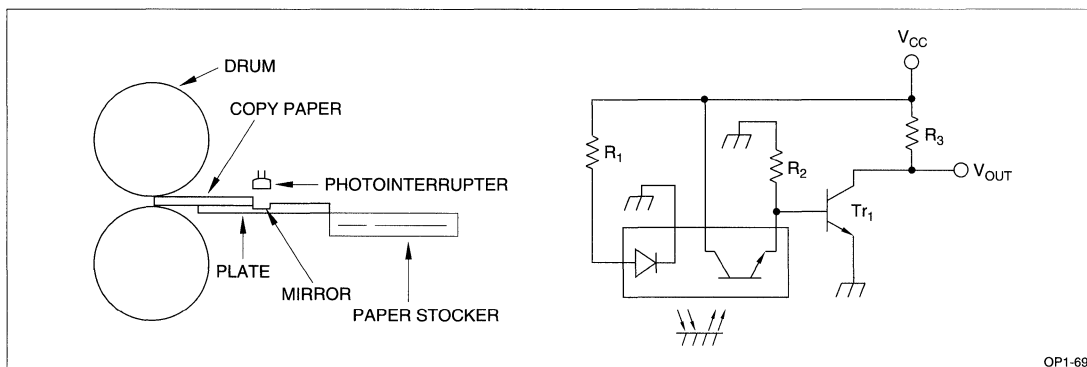 DRUM
COPY PAPER
PHOTOINTERRUPTER
PLATE
MIRROR
PAPER STOCKER
VCC
R1
R2
R3
VOUT
Tr1
OP1-69